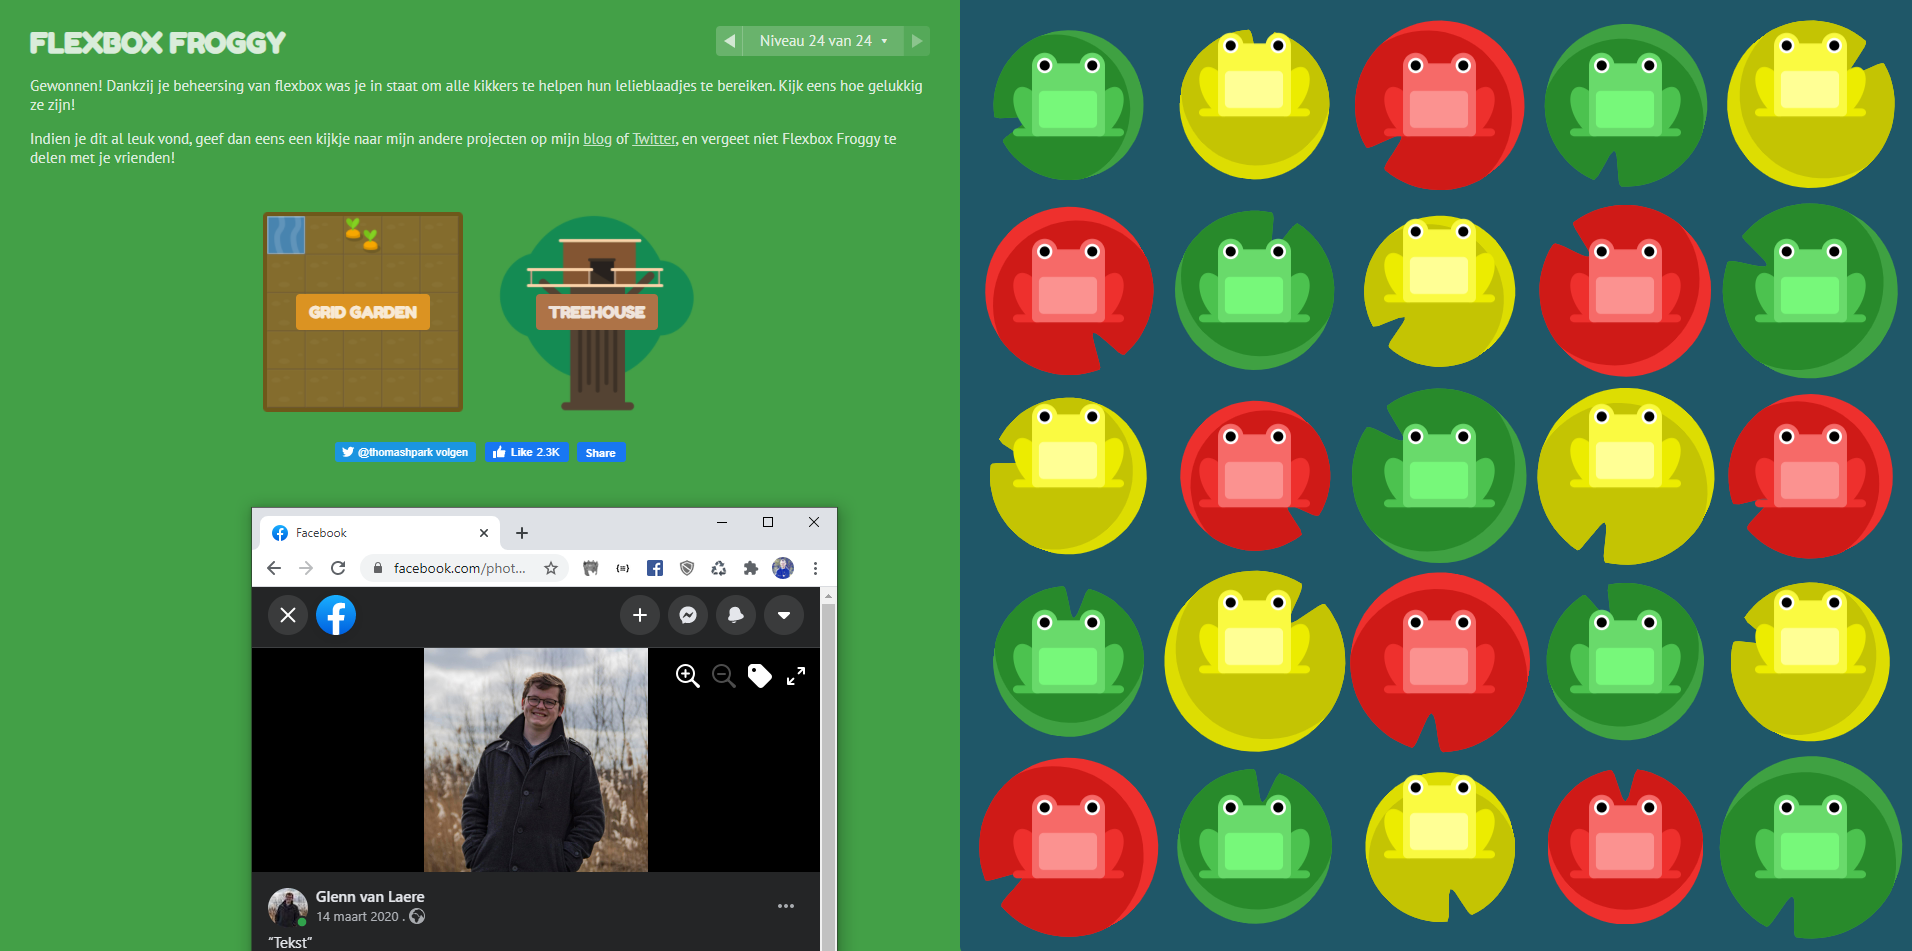 FLEXBOX FROGGY
Niveau 24 van 24
Gewonnen! Dankzij je beheersing van flexbox was je in staat om alle kikkers te helpen hun lelieblaadjes te bereiken. Kijk eens hoe gelukkig
ze zijn!
Indien je dit al leuk vond, geef dan eens een kijkje naar mijn andere projecten op mijn blog of Twitter, en vergeet niet Flexbox Froggy te
delen met je vrienden!
GRID GARDEN
TREEHOUSE
@thomashpark volgen
Like 2.3K
Share
Facebook
facebook.com/phot...
Glenn van Laere
14 maart 2020 .
“Tekst”